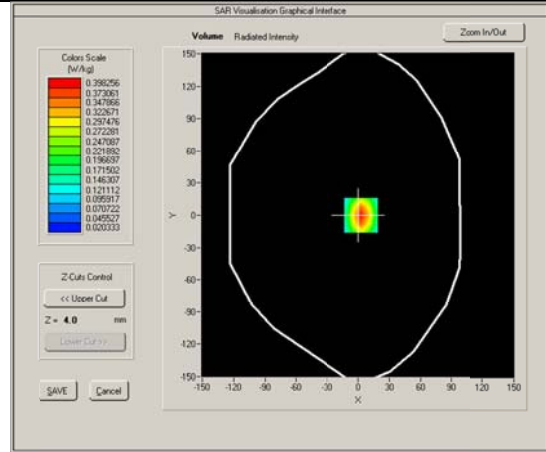 SAR Visualisation Graphical Interface
Volume Radiated Intensity
Zoom In/Out
Colors Scale
(W/kg)
0.398256
0.373061
0.347866
0.322671
0.297476
0.272281
0.247087
0.221892
0.196697
0.171502
0.146307
0.121112
0.095917
0.070722
0.045527
0.020333
Z-Cuts Control
<< Upper Cut
Z = 4.0 mm
Lower Cut >>
SAVE
Cancel
150
120
90
60
30
0
-30
-60
-90
-120
-150
Y
-150 -120 -90 -60 -30 0 30 60 90 120 150
X